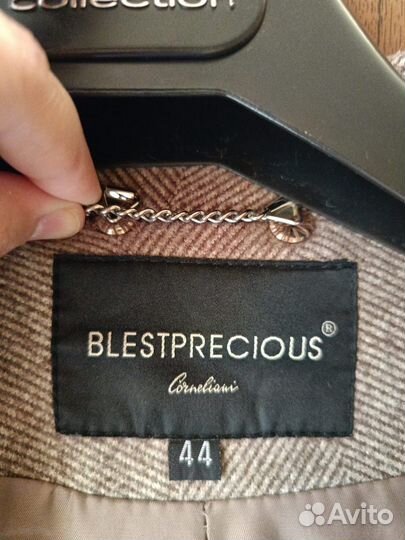 collection
BLESTPRECIOUS®
Corneliani
44
Avito